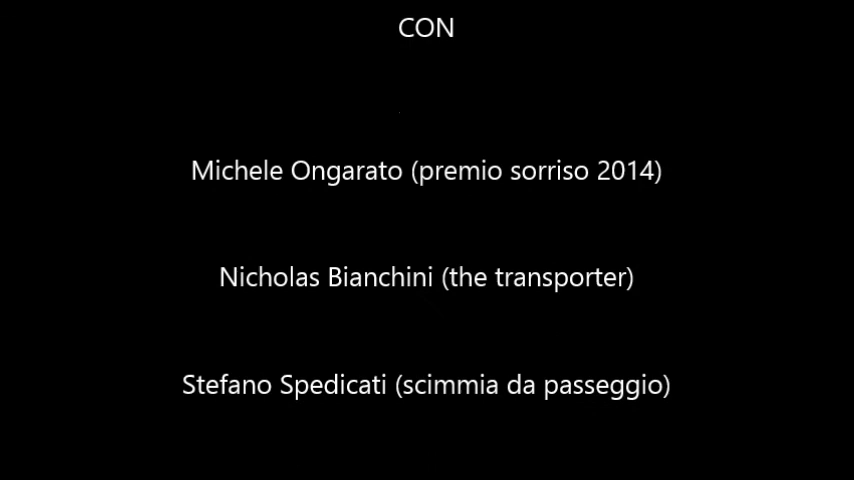 CON
Michele Ongarato (premio sorriso 2014)
Nicholas Bianchini (the transporter)
Stefano Spedicati (scimmia da passeggio)